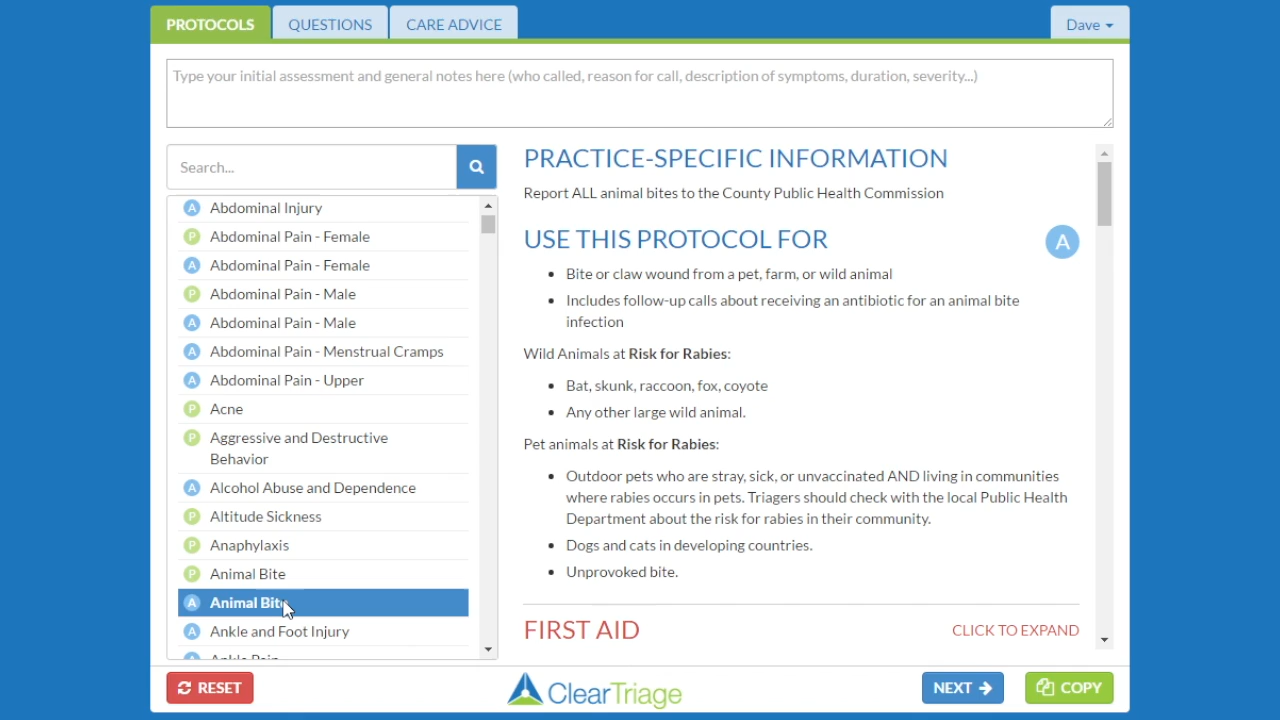 PROTOCOLS
QUESTIONS
CARE ADVICE
Dave
Type your initial assessment and general notes here (who called, reason for call, description of symptoms, duration, severity...)
Search...
A Abdominal Injury
P Abdominal Pain - Female
A Abdominal Pain - Female
P Abdominal Pain - Male
A Abdominal Pain - Male
A Abdominal Pain - Menstrual Cramps
A Abdominal Pain - Upper
P Acne
P Aggressive and Destructive
Behavior
A Alcohol Abuse and Dependence
P Altitude Sickness
P Anaphylaxis
P Animal Bite
A Animal Bite
A Ankle and Foot Injury
A Ankle Pain
PRACTICE-SPECIFIC INFORMATION
Report ALL animal bites to the County Public Health Commission
USE THIS PROTOCOL FOR
A
• Bite or claw wound from a pet, farm, or wild animal
• Includes follow-up calls about receiving an antibiotic for an animal bite
infection
Wild Animals at Risk for Rabies:
• Bat, skunk, raccoon, fox, coyote
• Any other large wild animal.
Pet animals at Risk for Rabies:
• Outdoor pets who are stray, sick, or unvaccinated AND living in communities
where rabies occurs in pets. Triagers should check with the local Public Health
Department about the risk for rabies in their community.
• Dogs and cats in developing countries.
• Unprovoked bite.
FIRST AID
CLICK TO EXPAND
RESET
ClearTriage
NEXT
COPY